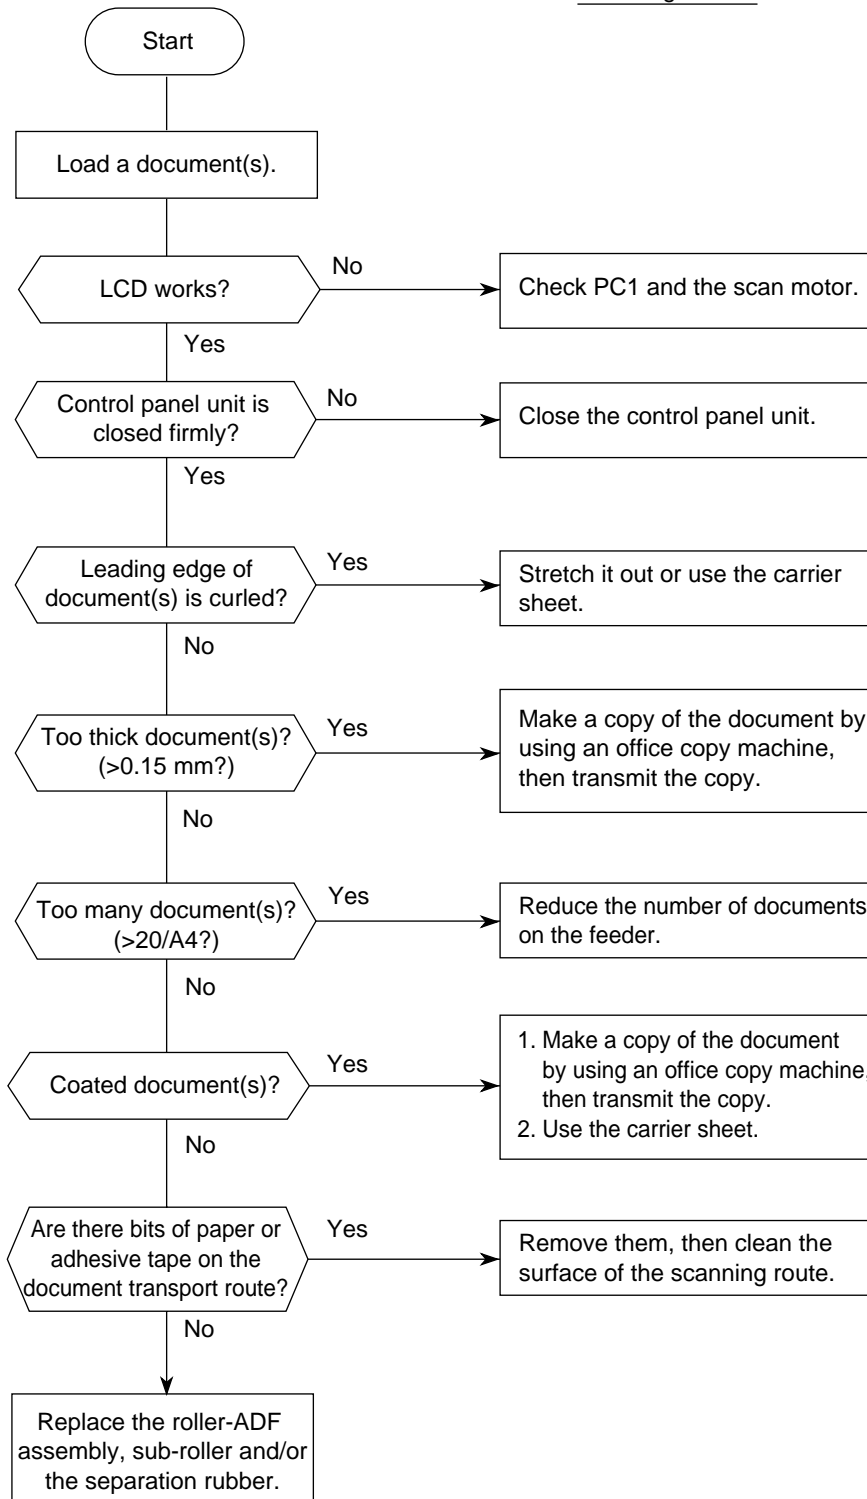 Start
Load a document(s).
LCD works?
No
Check PC1 and the scan motor.
Yes
Control panel unit is
closed firmly?
No
Close the control panel unit.
Yes
Leading edge of
document(s) is curled?
Yes
Stretch it out or use the carrier
sheet.
No
Too thick document(s)?
(>0.15 mm?)
Yes
Make a copy of the document by
using an office copy machine,
then transmit the copy.
No
Too many document(s)?
(>20/A4?)
Yes
Reduce the number of documents
on the feeder.
No
Coated document(s)?
Yes
1. Make a copy of the document
by using an office copy machine,
then transmit the copy.
2. Use the carrier sheet.
No
Are there bits of paper or
adhesive tape on the
document transport route?
Yes
Remove them, then clean the
surface of the scanning route.
No
Replace the roller-ADF
assembly, sub-roller and/or
the separation rubber.